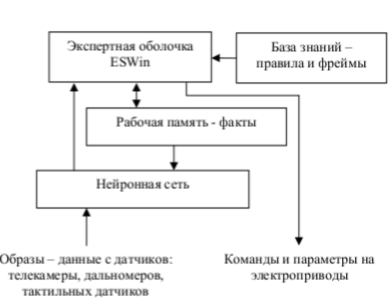 Экспертная оболочка
ESWin
База знаний –
правила и фреймы
Рабочая память - факты
Нейронная сеть
Образы – данные с датчиков:
телекамеры, дальномеров,
тактильных датчиков
Команды и параметры на
электроприводы